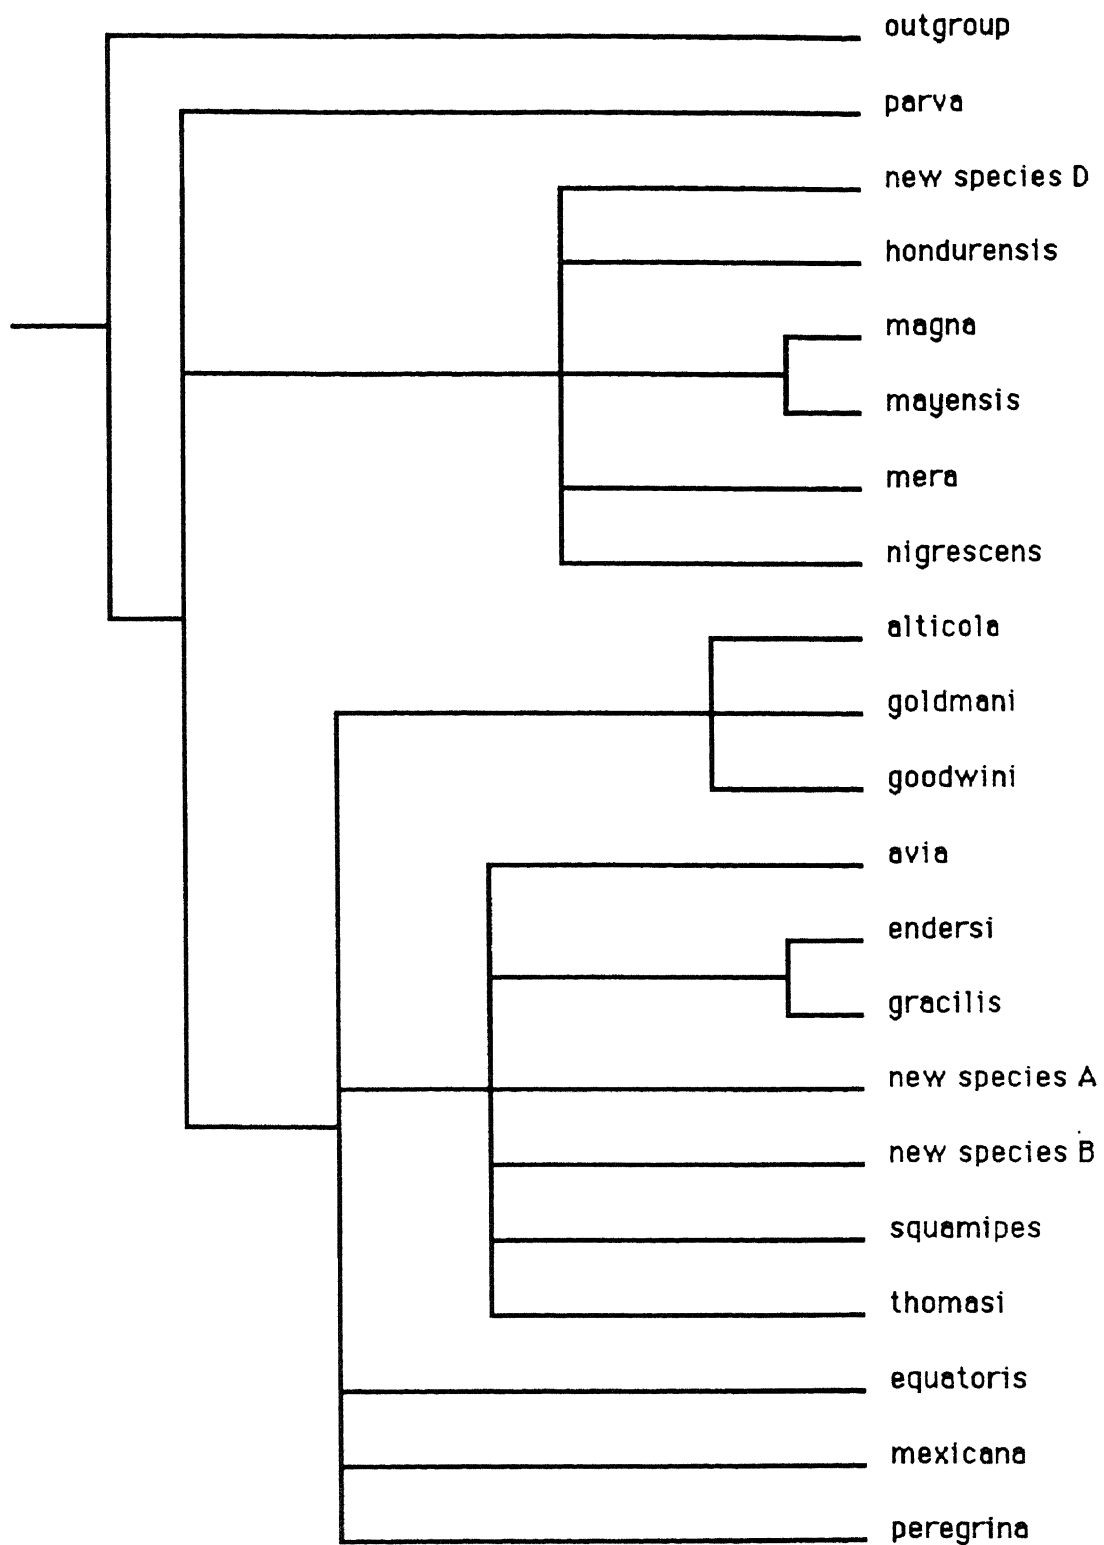 outgroup
parva
new species D
hondurensis
magna
mayensis
mera
nigrescens
alticola
goldmani
goodwini
avia
endersi
gracilis
new species A
new species B
squamipes
thomasi
equatoris
mexicana
peregrina